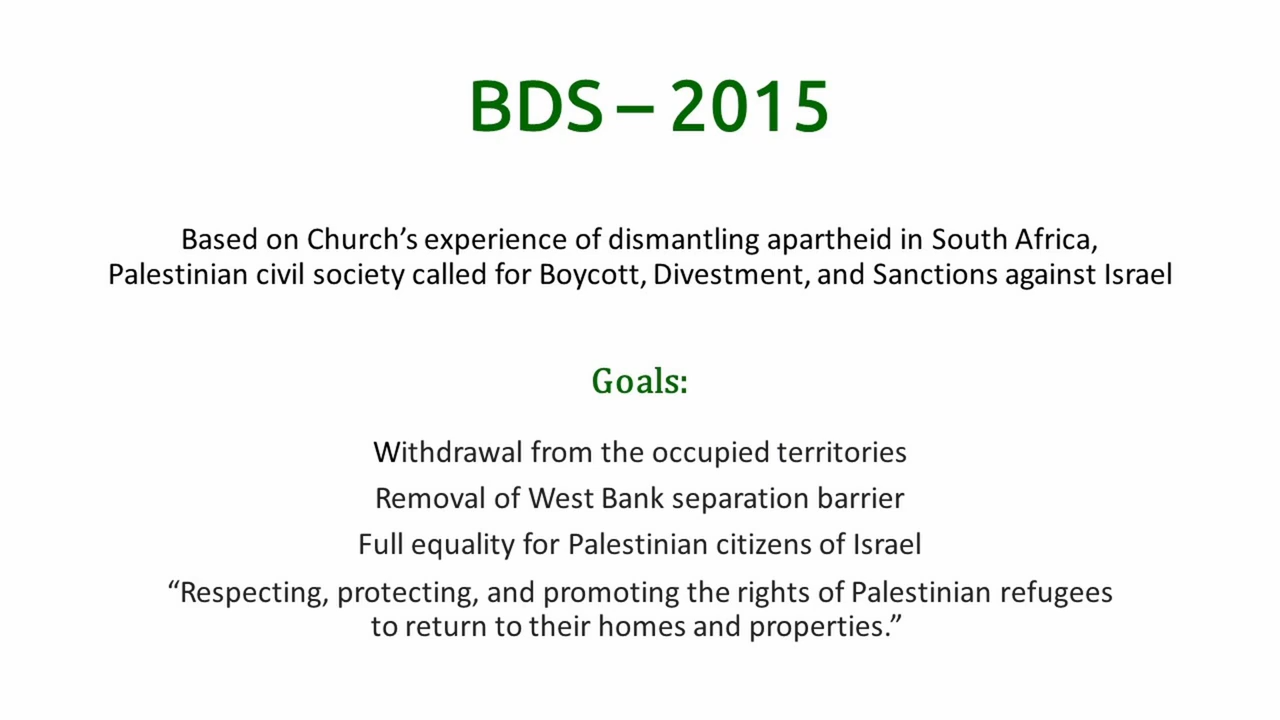 BDS – 2015
Based on Church’s experience of dismantling apartheid in South Africa,
Palestinian civil society called for Boycott, Divestment, and Sanctions against Israel
Goals:
Withdrawal from the occupied territories
Removal of West Bank separation barrier
Full equality for Palestinian citizens of Israel
“Respecting, protecting, and promoting the rights of Palestinian refugees
to return to their homes and properties.”